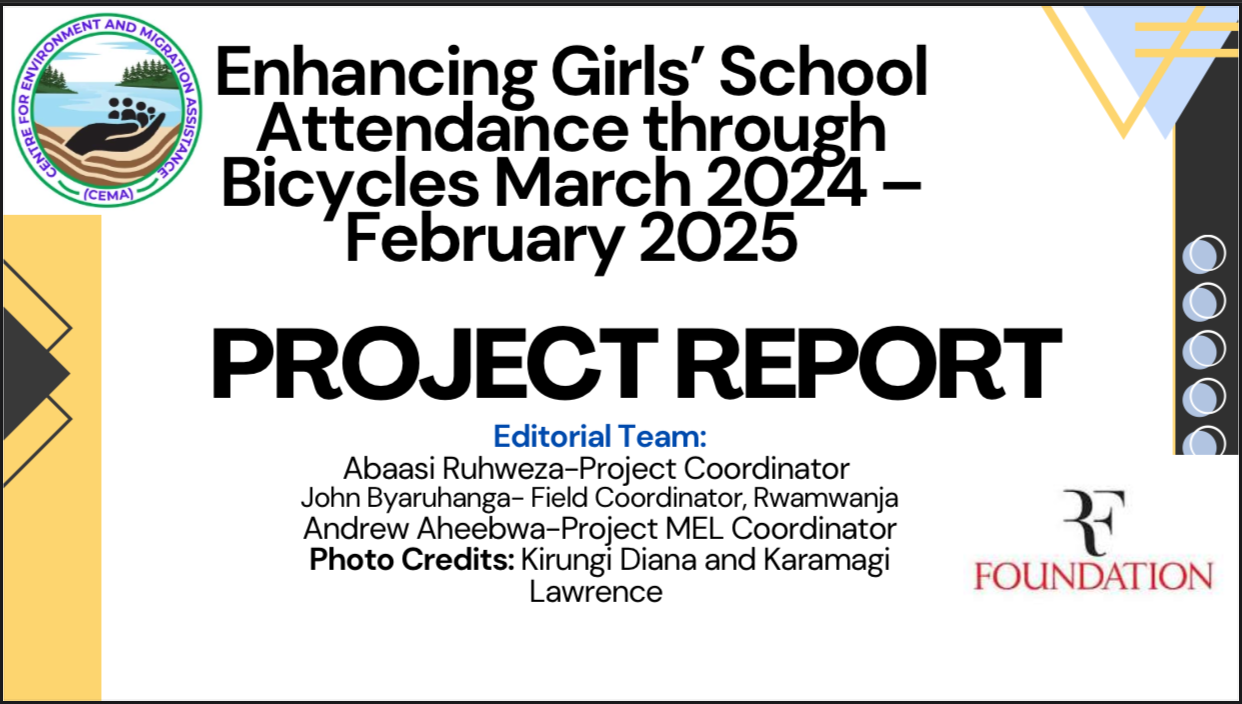 CENTRE FOR ENVIRONMENT AND MIGRATION ASSISTANCE
(CEMA)
Enhancing Girls’ School
Attendance through
Bicycles March 2024 –
February 2025
PROJECT REPORT
Editorial Team:
Abaasi Ruhweza–Project Coordinator
John Byaruhanga– Field Coordinator, Rwamwanja
Andrew Aheebwa–Project MEL Coordinator
Photo Credits: Kirungi Diana and Karamagi
Lawrence
RF
FOUNDATION